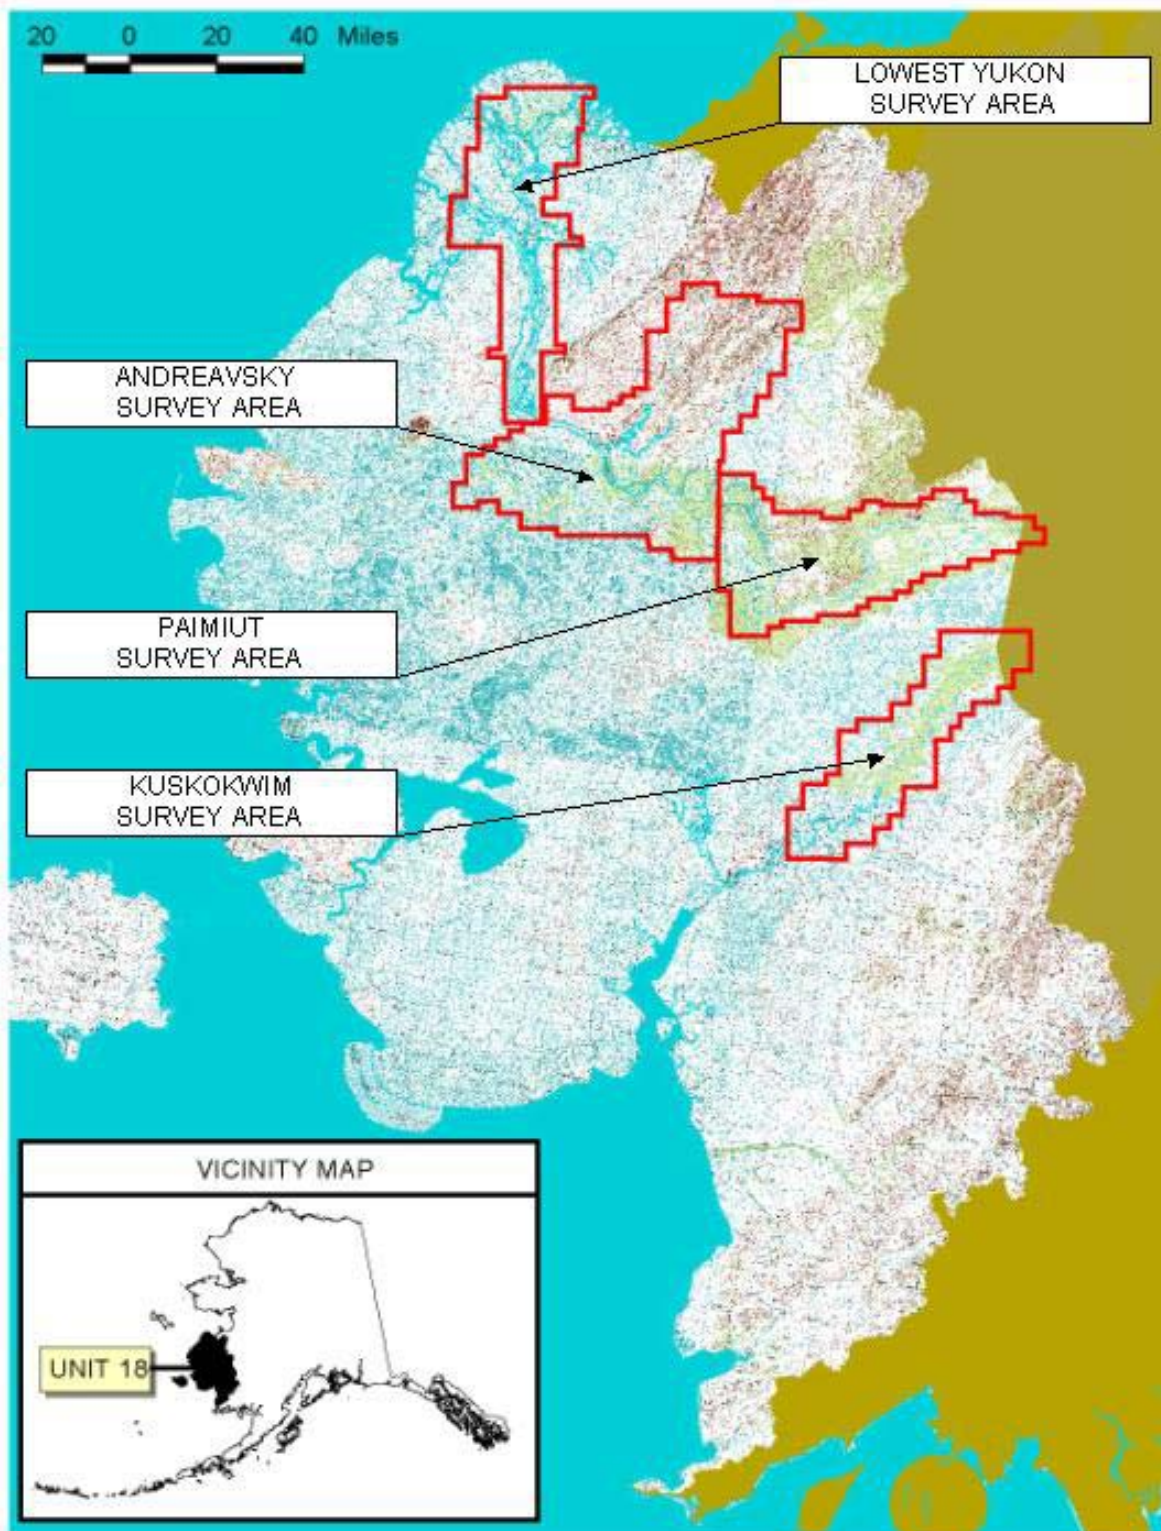 20 0 20 40 Miles
LOWEST YUKON
SURVEY AREA
ANDREAVSKY
SURVEY AREA
PAIMIUT
SURVEY AREA
KUSKOKWIM
SURVEY AREA
VICINITY MAP
UNIT 18